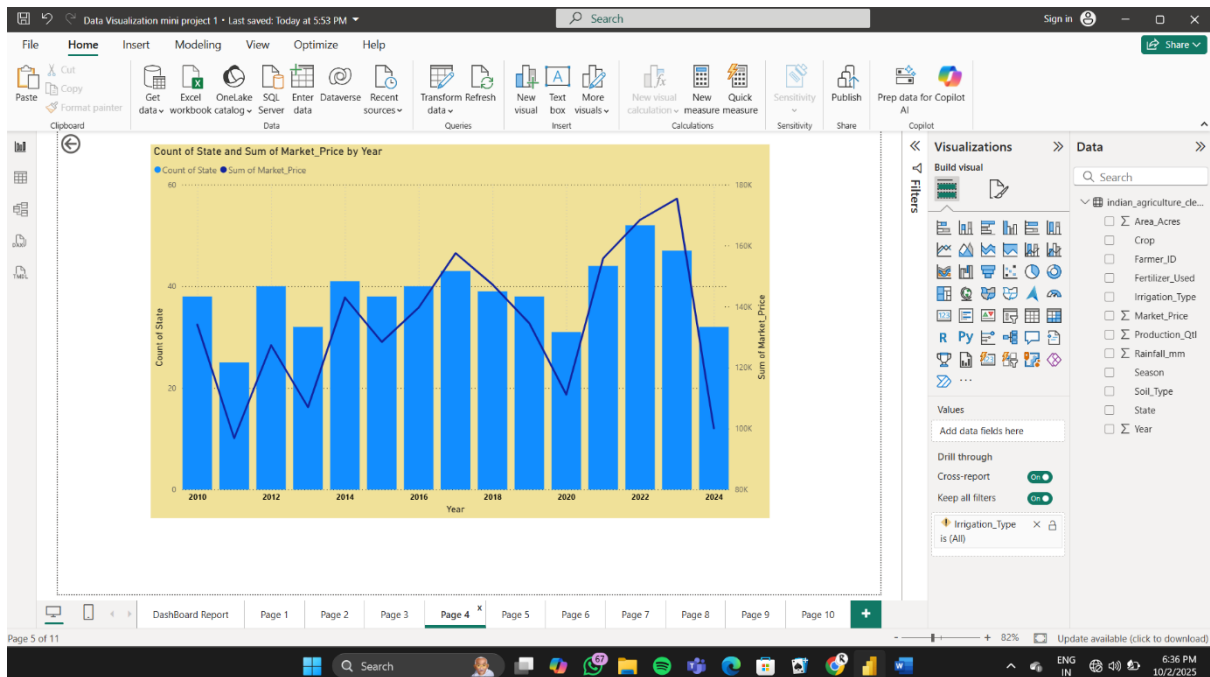 Data Visualization mini project 1 • Last saved: Today at 5:53 PM
Search
Sign in
File Home Insert Modeling View Optimize Help
Share
Paste
Cut
Copy
Format painter
Clipboard
Get data
Excel workbook
OneLake catalog
SQL Server
Enter data
Dataverse
Recent sources
Data
Transform data
Refresh
Queries
New visual
Text box
More visuals
Insert
New visual calculation
New measure
Quick measure
Calculations
Sensitivity
Sensitivity
Publish
Share
Prep data for AI
Copilot
Copilot
Count of State and Sum of Market_Price by Year
Count of State Sum of Market_Price
60
40
20
0
Count of State
180K
160K
140K
120K
100K
80K
Sum of Market_Price
2010 2012 2014 2016 2018 2020 2022 2024
Year
Filters
Visualizations
Build visual
123
R Py
Values
Add data fields here
Drill through
Cross-report
On
Keep all filters
On
Irrigation_Type
is (All)
Data
Search
indian_agriculture_cle...
Area_Acres
Crop
Farmer_ID
Fertilizer_Used
Irrigation_Type
Market_Price
Production_Qtl
Rainfall_mm
Season
Soil_Type
State
Year
DashBoard Report Page 1 Page 2 Page 3 Page 4 Page 5 Page 6 Page 7 Page 8 Page 9 Page 10
Page 5 of 11
82%
Update available (click to download)
Search
67
ENG
IN
6:36 PM
10/2/2025